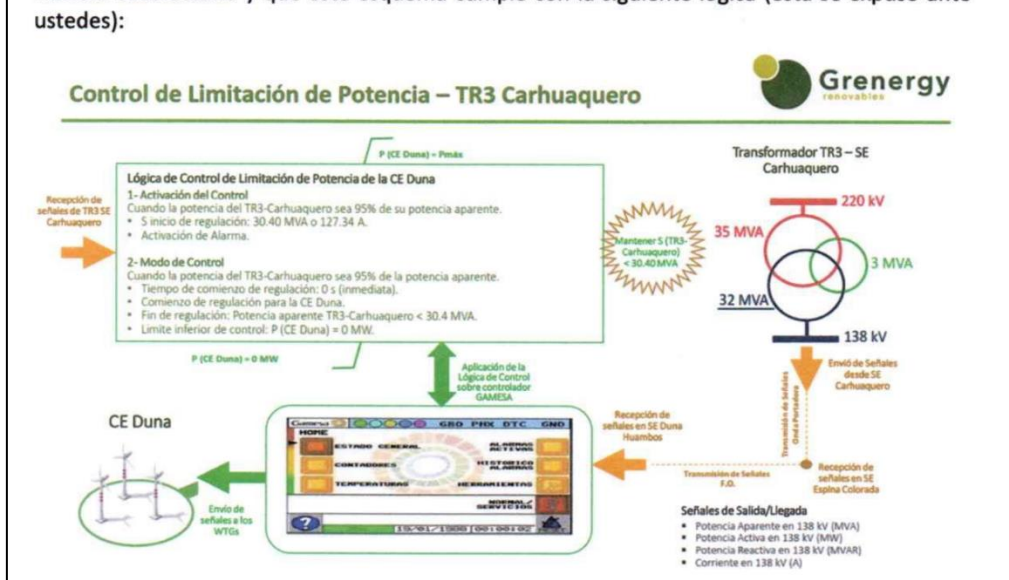 ustedes):
Control de Limitación de Potencia – TR3 Carhuaquero
Grenergy
renovables
P (CE Duna) = Pmáx
Lógica de Control de Limitación de Potencia de la CE Duna
1- Activación del Control
Cuando la potencia del TR3-Carhuaquero sea 95% de su potencia aparente.
• S inicio de regulación: 30.40 MVA o 127.34 A.
• Activación de Alarma.
2- Modo de Control
Cuando la potencia del TR3-Carhuaquero sea 95% de la potencia aparente.
• Tiempo de comienzo de regulación: 0 s (inmediata).
• Comienzo de regulación para la CE Duna.
• Fin de regulación: Potencia aparente TR3-Carhuaquero < 30.4 MVA.
• Limite inferior de control: P (CE Duna) = 0 MW.
P (CE Duna) = 0 MW
Recepción de
señales de TR3 SE
Carhuaquero
Mantener S (TR3-
Carhuaquero)
< 30.40 MVA
Transformador TR3 – SE
Carhuaquero
220 kV
35 MVA
3 MVA
32 MVA
138 kV
Envió de Señales
desde SE
Carhuaquero
Transmisión de Señales
Onda Portadora
Aplicación de la
Lógica de Control
sobre controlador
GAMESA
CE Duna
Envío de
señales a los
WTGs
Gamesa
GRD PHX DTC GND
HOME
ESTADO GENERAL
ALARMAS
ACTIVAS
CONTADORES
HISTORICO
ALARMAS
TEMPERATURAS
HERRAMIENTAS
NORMAL/
SERVICIOS
?
Recepción de
señales en SE Duna
Huambos
Transmisión de Señales
F.O.
Recepción de
señales en SE
Espina Colorada
Señales de Salida/Llegada
▪ Potencia Aparente en 138 kV (MVA)
▪ Potencia Activa en 138 kV (MW)
▪ Potencia Reactiva en 138 kV (MVAR)
▪ Corriente en 138 kV (A)